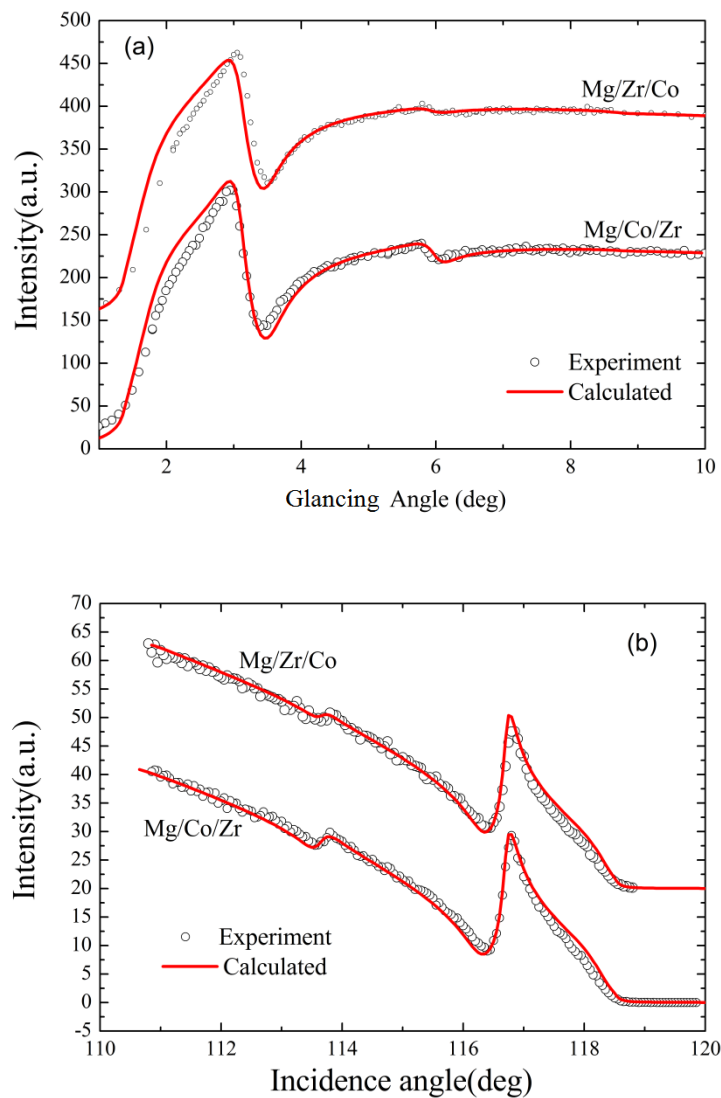 500
(a)
450
400
Mg/Zr/Co
350
300
250
Mg/Co/Zr
200
150
100
Experiment
50
Calculated
0
2
4
6
8
10
Intensity(a.u.)
Glancing Angle (deg)
70
65
(b)
60
Mg/Zr/Co
55
50
45
40
35
30
Mg/Co/Zr
25
20
15
10
Experiment
5
Calculated
0
-5
110
112
114
116
118
120
Intensity(a.u.)
Incidence angle(deg)